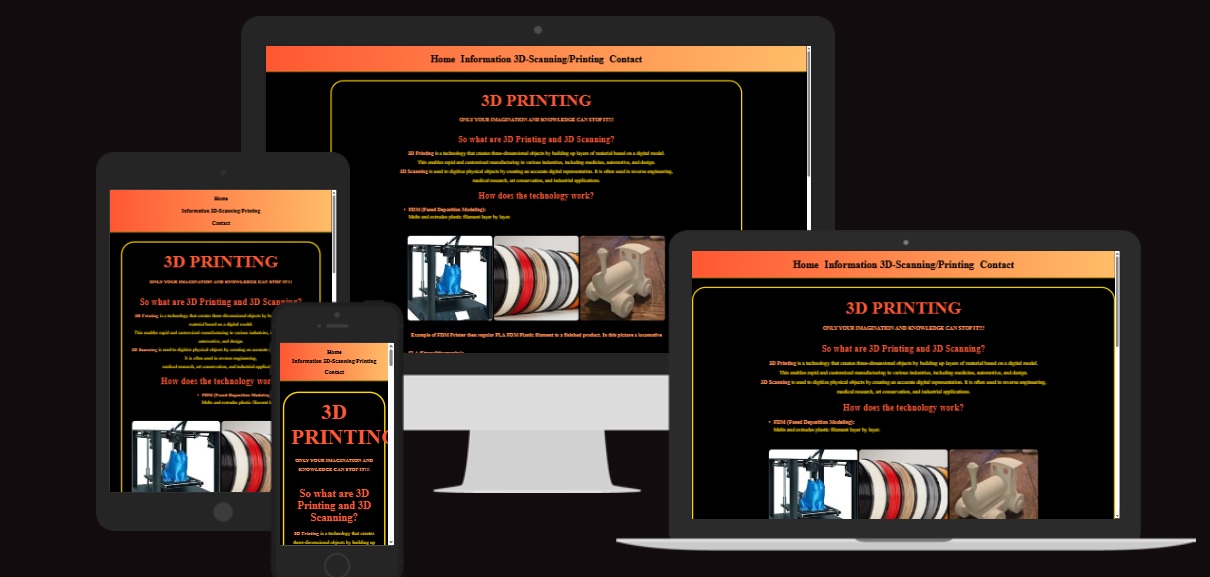 Home Information 3D-Scanning/Printing Contact
3D PRINTING
ONLY YOUR IMAGINATION AND KNOWLEDGE CAN STOP IT!!!
So what are 3D Printing and 3D Scanning?
3D Printing is a technology that creates three-dimensional objects by building up layers of material based on a digital model.
This enables rapid and customized manufacturing in various industries, including medicine, automotive, and design.
3D Scanning is used to digitize physical objects by creating an accurate digital representation. It is often used in reverse engineering,
medical research, art conservation, and industrial applications.
How does the technology work?
• FDM (Fused Deposition Modeling):
Melts and extrudes plastic filament layer by layer.
Example of FDM Printer then regular PLA FDM Plastic filament to a finished product. In this picture a locomotive
Home
Information 3D-Scanning/Printing
Contact
3D PRINTING
ONLY YOUR IMAGINATION AND KNOWLEDGE CAN STOP IT!!!
So what are 3D Printing and 3D Scanning?
3D Printing is a technology that creates three-dimensional objects by b
material based on a digital model.
This enables rapid and customized manufacturing in various industries,
automotive, and design.
3D Scanning is used to digitize physical objects by creating an accurate
It is often used in reverse engineering,
medical research, art conservation, and industrial applicat
How does the technology wor
• FDM (Fused Deposition Modeling
Melts and extrudes plastic filament l
Home
Information 3D-Scanning/Printing
Contact
3D
PRINTING
ONLY YOUR IMAGINATION AND
KNOWLEDGE CAN STOP IT!!!
So what are 3D
Printing and 3D
Scanning?
3D Printing is a technology that creates
three-dimensional objects by building up
Home Information 3D-Scanning/Printing Contact
3D PRINTING
ONLY YOUR IMAGINATION AND KNOWLEDGE CAN STOP IT!!!
So what are 3D Printing and 3D Scanning?
3D Printing is a technology that creates three-dimensional objects by building up layers of material based on a digital model.
This enables rapid and customized manufacturing in various industries, including medicine, automotive, and design.
3D Scanning is used to digitize physical objects by creating an accurate digital representation. It is often used in reverse engineering,
medical research, art conservation, and industrial applications.
How does the technology work?
• FDM (Fused Deposition Modeling):
Melts and extrudes plastic filament layer by layer.